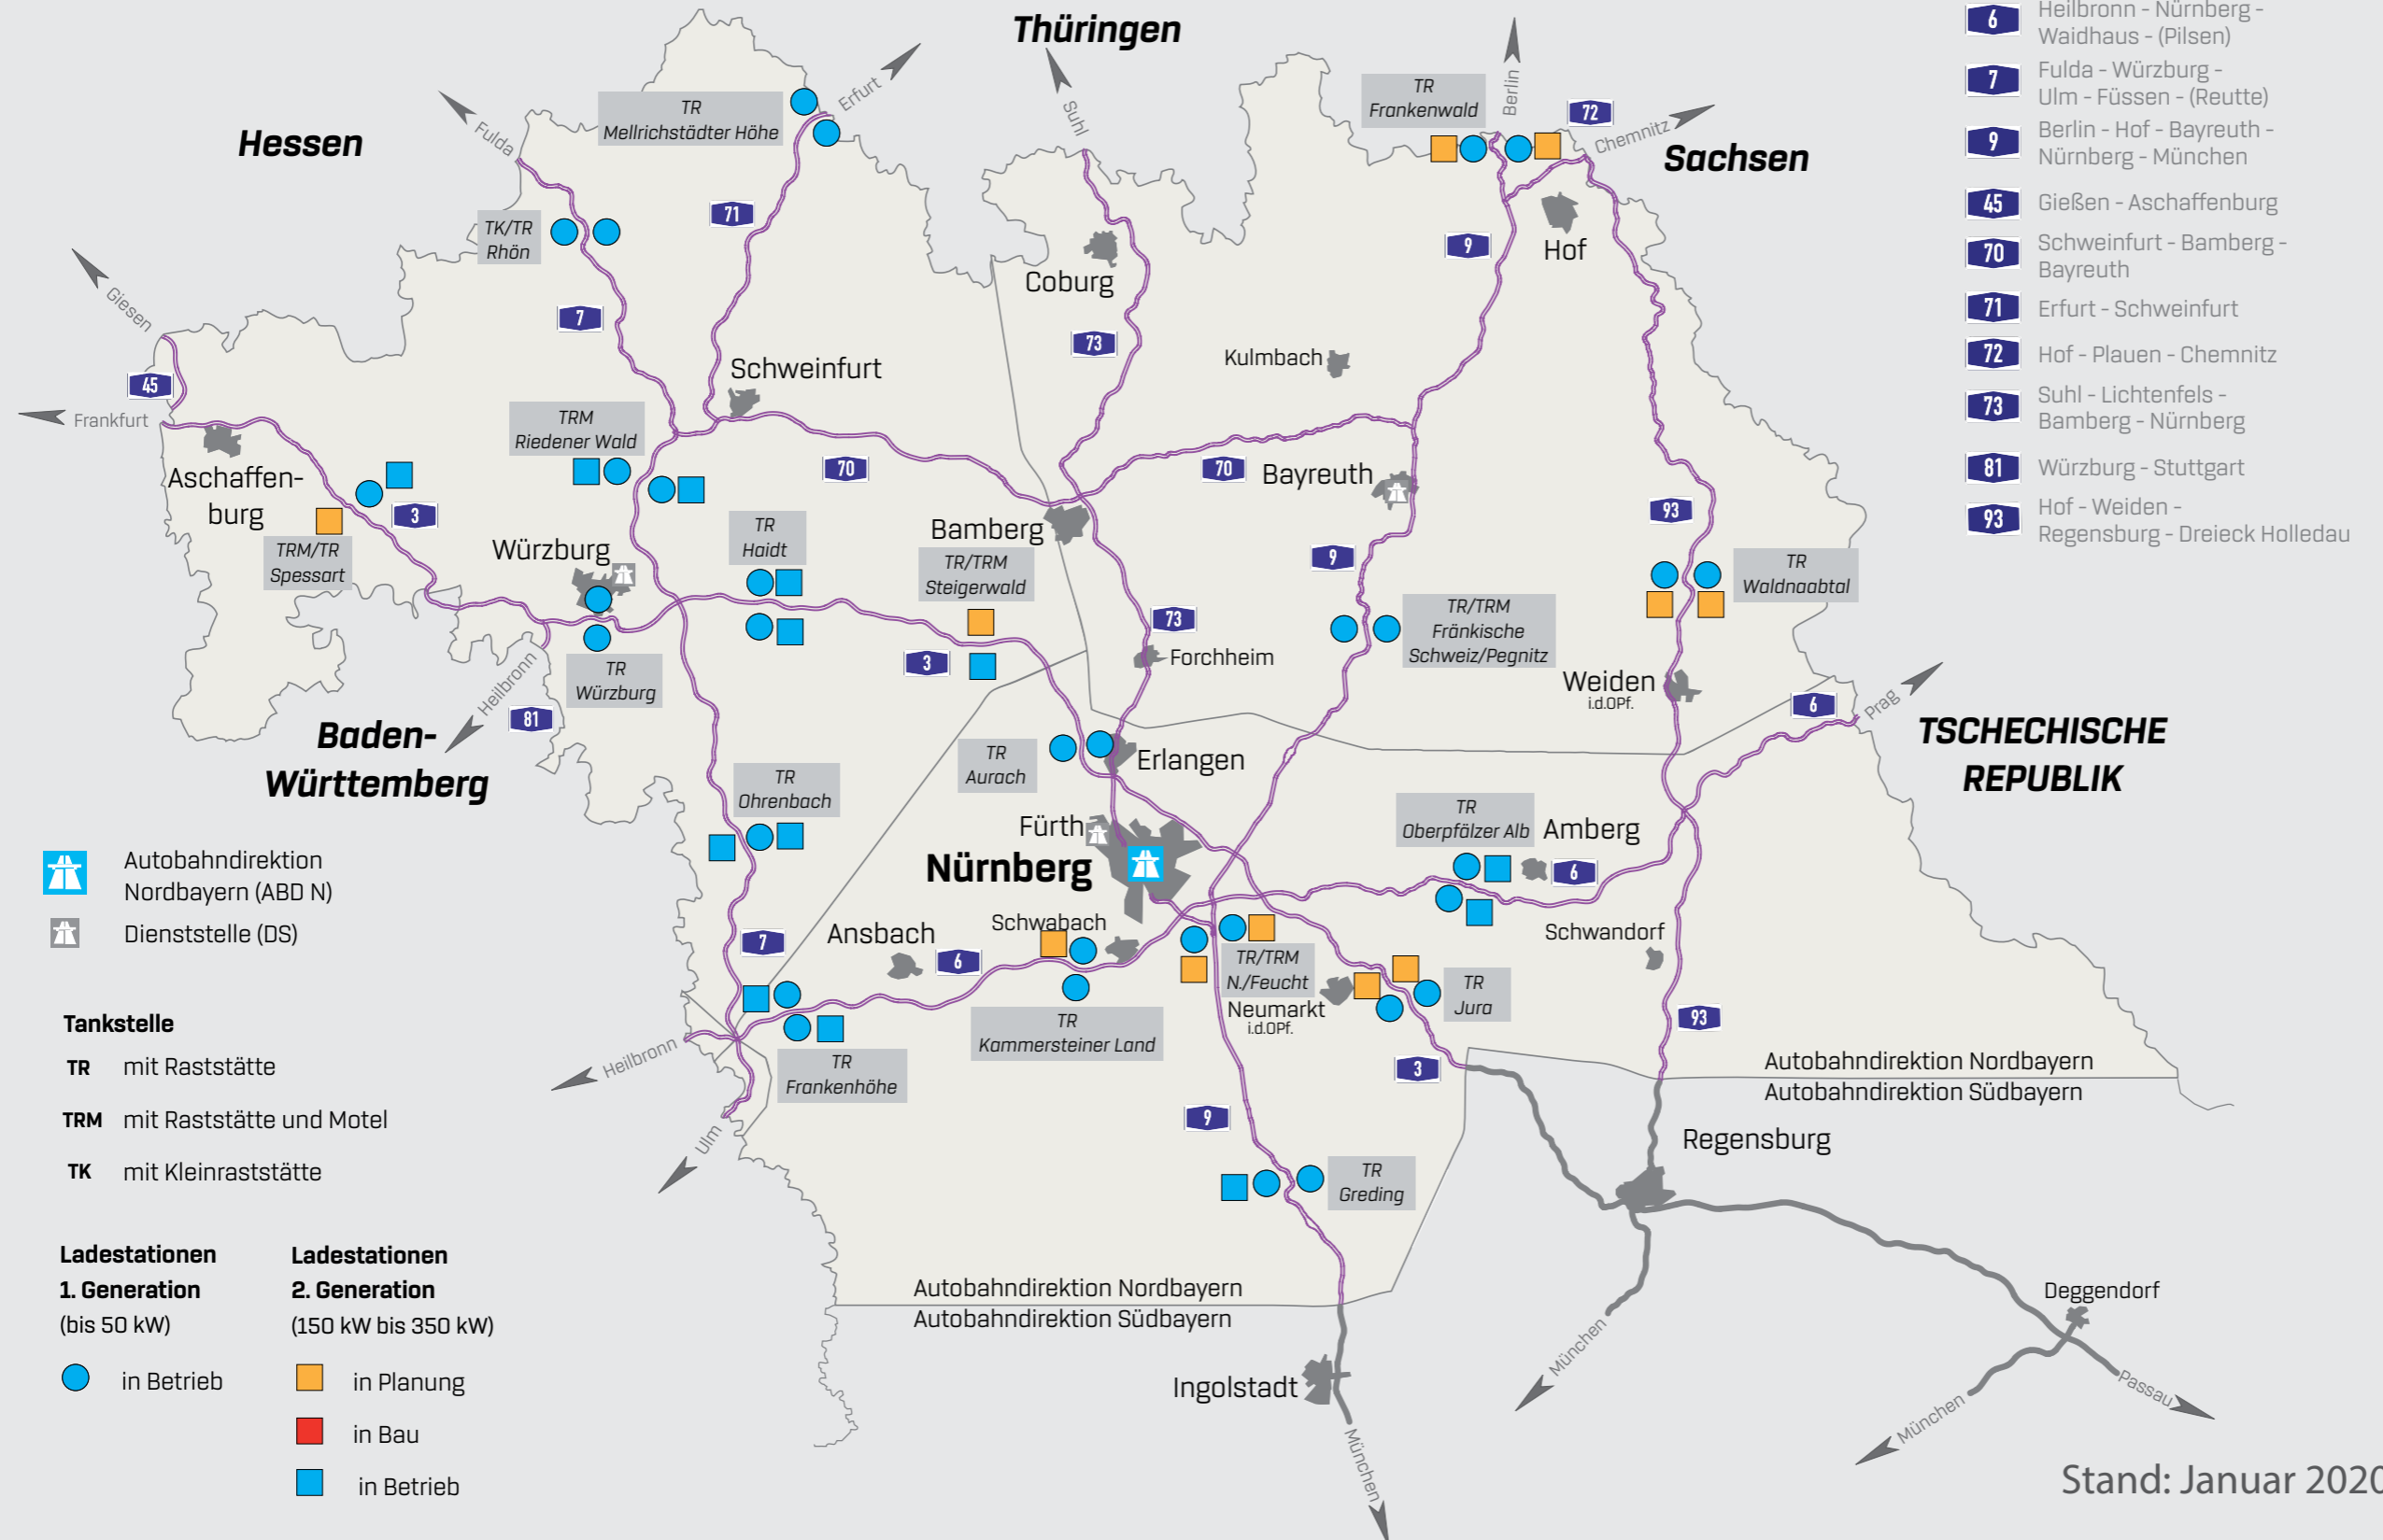 Thüringen
Hessen
Sachsen
Baden-
Württemberg
TSCHECHISCHE
REPUBLIK
Fulda
Erfurt
Suhl
Berlin
Chemnitz
Giesen
Frankfurt
Heilbronn
Prag
Heilbronn
Ulm
München
München
München
Passau
TR
Mellrichstädter Höhe
TR
Frankenwald
72
TK/TR
Rhön
71
9
Hof
Coburg
7
73
Kulmbach
45
Schweinfurt
TRM
Riedener Wald
Aschaffen-
burg
3
70
70
Bayreuth
93
TRM/TR
Spessart
Würzburg
TR
Haidt
Bamberg
TR/TRM
Steigerwald
9
TR
Waldnaabtal
TR/TRM
Fränkische
Schweiz/Pegnitz
73
Forchheim
3
TR
Würzburg
81
Weiden
i.d.OPf.
6
TR
Aurach
Erlangen
TR
Ohrenbach
TR
Oberpfälzer Alb
Amberg
6
Fürth
Nürnberg
Schwabach
Ansbach
7
6
Schwandorf
TR/TRM
N./Feucht
TR
Jura
Neumarkt
i.d.OPf.
93
TR
Kammersteiner Land
TR
Frankenhöhe
3
Autobahndirektion Nordbayern
Autobahndirektion Südbayern
9
Regensburg
TR
Greding
Autobahndirektion Nordbayern
Autobahndirektion Südbayern
Deggendorf
Ingolstadt
6 Heilbronn - Nürnberg -
Waidhaus - (Pilsen)
7 Fulda - Würzburg -
Ulm - Füssen - (Reutte)
9 Berlin - Hof - Bayreuth -
Nürnberg - München
45 Gießen - Aschaffenburg
70 Schweinfurt - Bamberg -
Bayreuth
71 Erfurt - Schweinfurt
72 Hof - Plauen - Chemnitz
73 Suhl - Lichtenfels -
Bamberg - Nürnberg
81 Würzburg - Stuttgart
93 Hof - Weiden -
Regensburg - Dreieck Holledau
Autobahndirektion
Nordbayern (ABD N)
Dienststelle (DS)
Tankstelle
TR mit Raststätte
TRM mit Raststätte und Motel
TK mit Kleinraststätte
Ladestationen
1. Generation
(bis 50 kW)
in Betrieb
Ladestationen
2. Generation
(150 kW bis 350 kW)
in Planung
in Bau
in Betrieb
Stand: Januar 2020